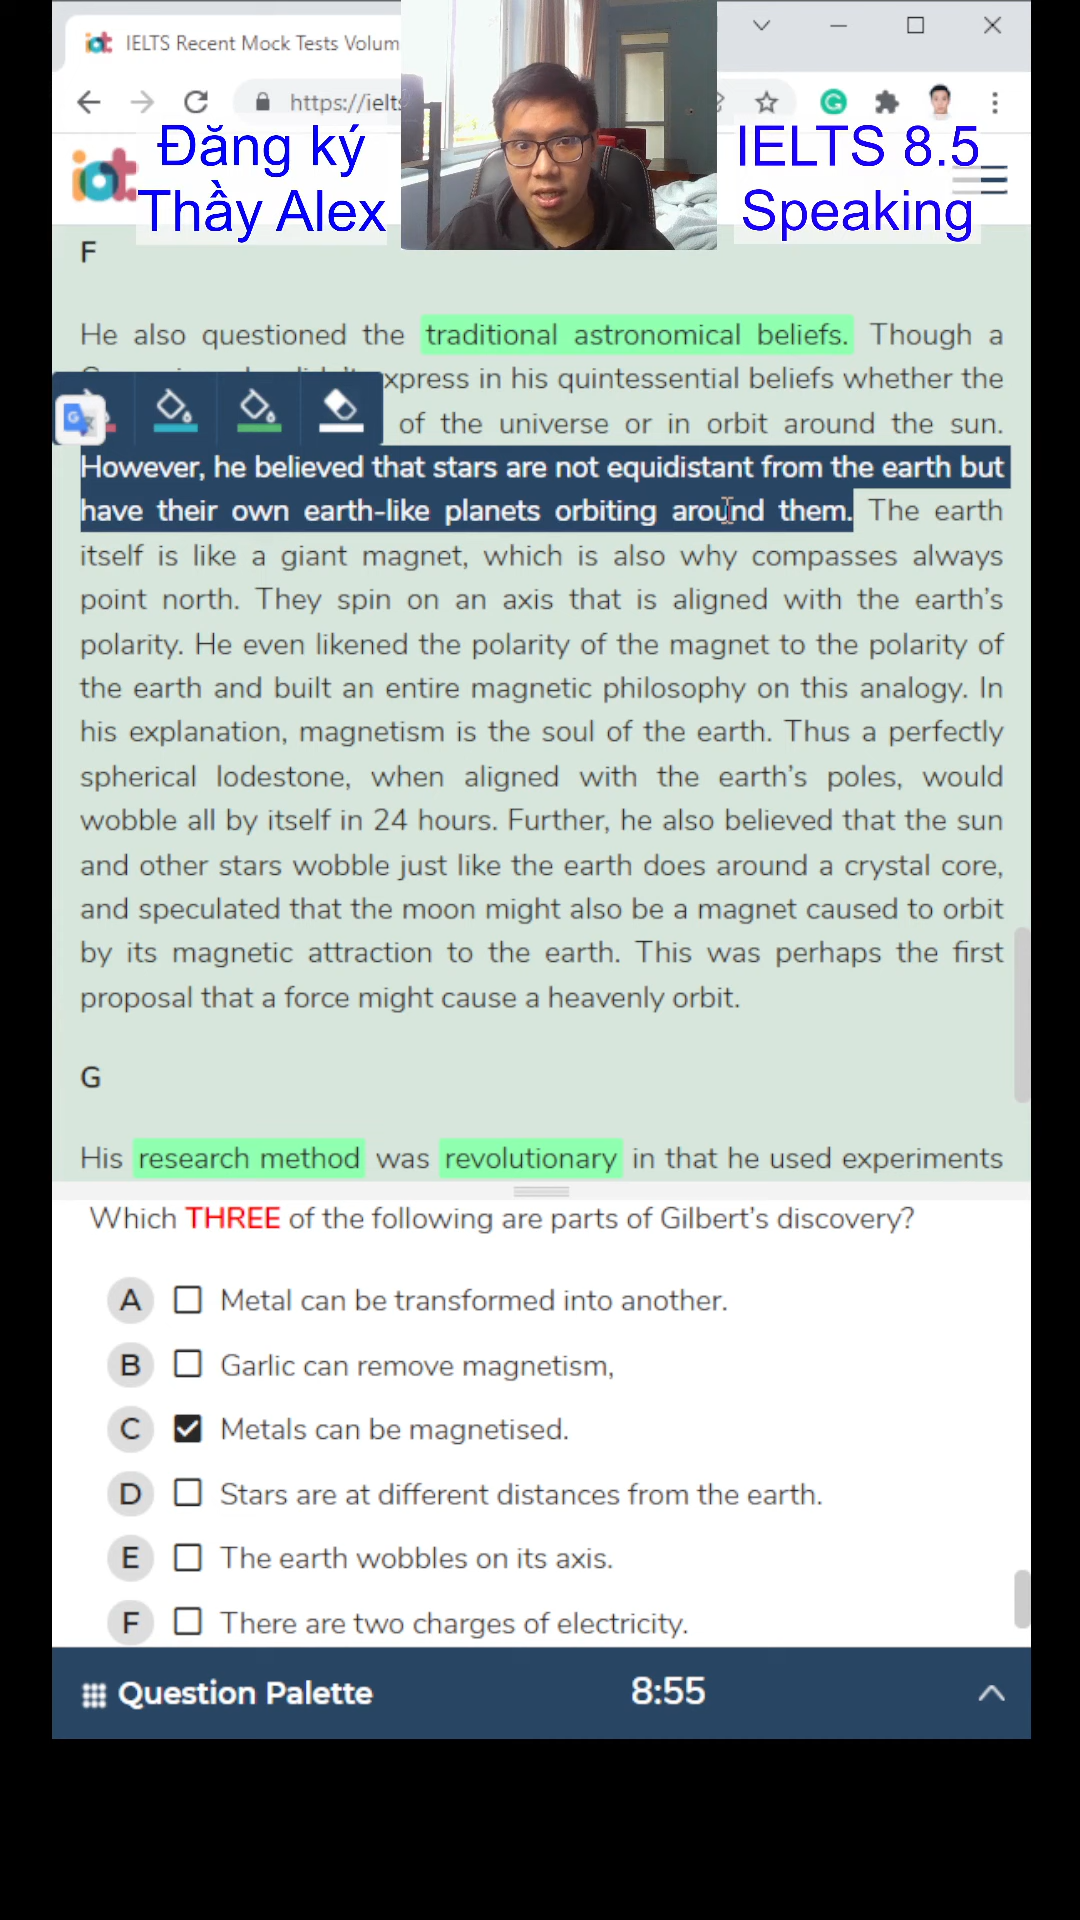 iot IELTS Recent Mock Tests Volum
https://ielts
Đăng ký
Thầy Alex
IELTS 8.5
Speaking
iot
F
He also questioned the traditional astronomical beliefs. Though a
express in his quintessential beliefs whether the
of the universe or in orbit around the sun.
However, he believed that stars are not equidistant from the earth but
have their own earth-like planets orbiting around them. The earth
itself is like a giant magnet, which is also why compasses always
point north. They spin on an axis that is aligned with the earth's
polarity. He even likened the polarity of the magnet to the polarity of
the earth and built an entire magnetic philosophy on this analogy. In
his explanation, magnetism is the soul of the earth. Thus a perfectly
spherical lodestone, when aligned with the earth's poles, would
wobble all by itself in 24 hours. Further, he also believed that the sun
and other stars wobble just like the earth does around a crystal core,
and speculated that the moon might also be a magnet caused to orbit
by its magnetic attraction to the earth. This was perhaps the first
proposal that a force might cause a heavenly orbit.
G
His research method was revolutionary in that he used experiments
Which THREE of the following are parts of Gilbert's discovery?
A Metal can be transformed into another.
B Garlic can remove magnetism,
C Metals can be magnetised.
D Stars are at different distances from the earth.
E The earth wobbles on its axis.
F There are two charges of electricity.
Question Palette 8:55